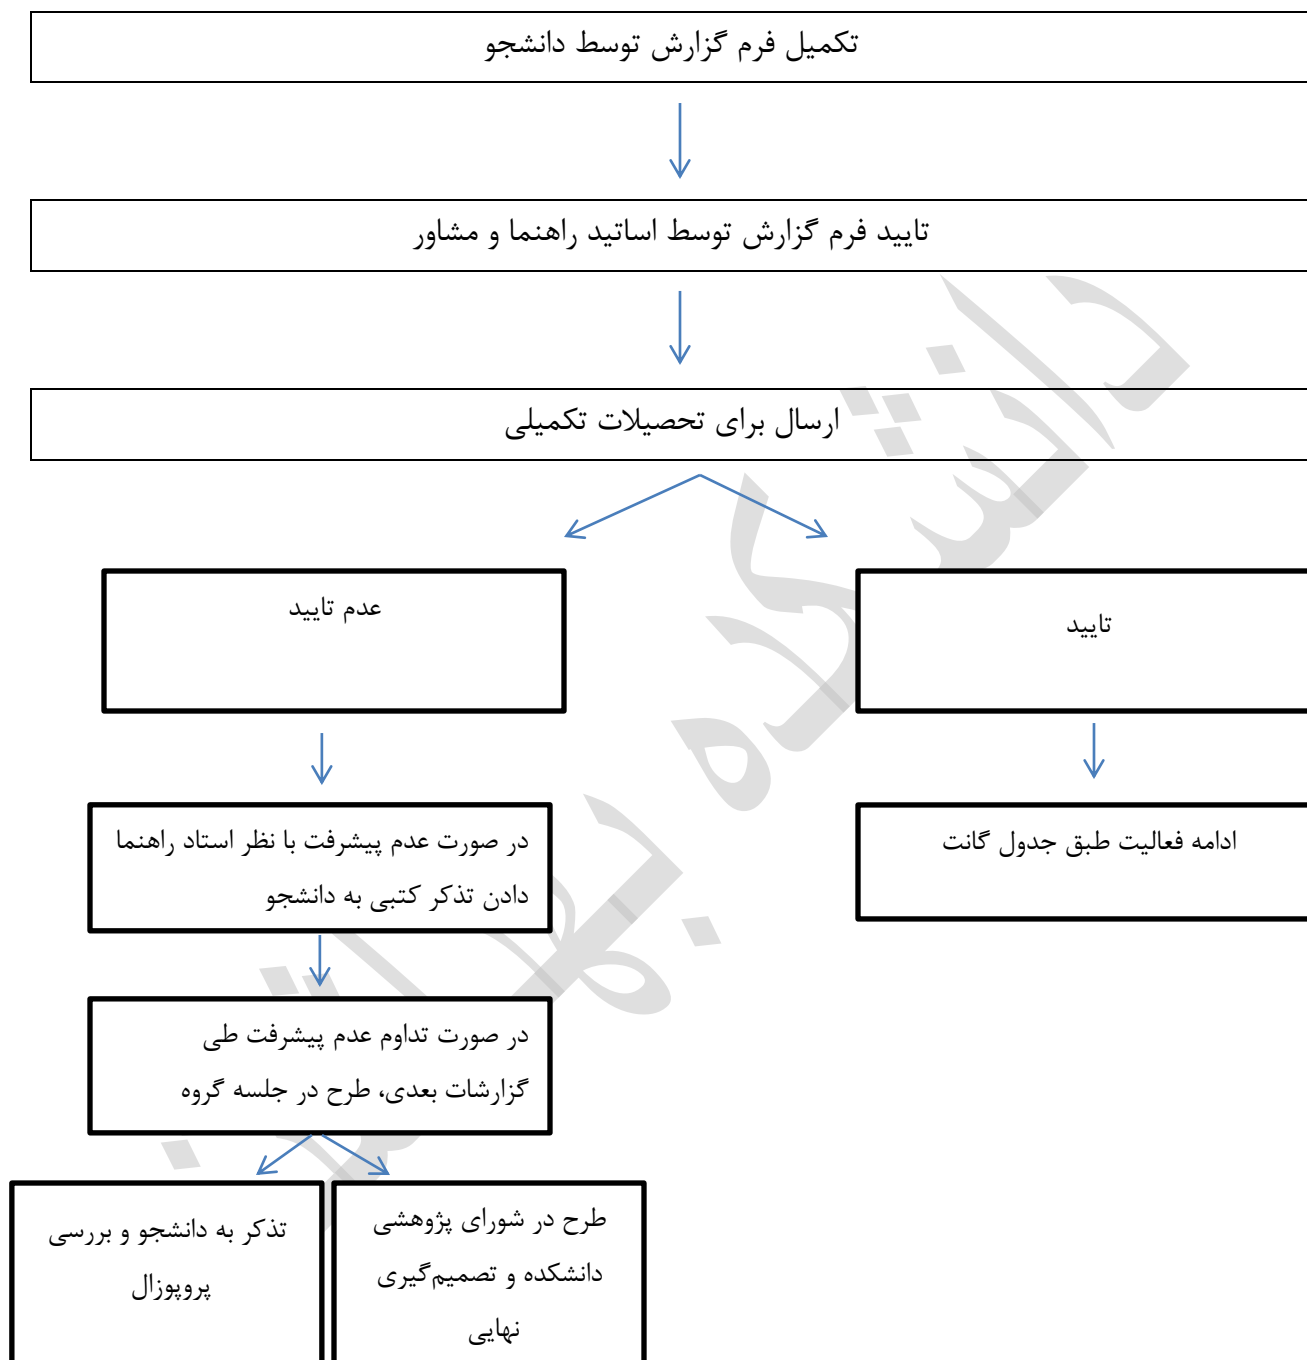 تکمیل فرم گزارش توسط دانشجو
تایید فرم گزارش توسط اساتید راهنما و مشاور
ارسال برای تحصیلات تکمیلی
تایید
عدم تایید
ادامه فعالیت طبق جدول گانت
در صورت عدم پیشرفت با نظر استاد راهنما
دادن تذکر کتبی به دانشجو
در صورت تداوم عدم پیشرفت طی
گزارشات بعدی، طرح در جلسه گروه
طرح در شورای پژوهشی
دانشکده و تصمیم‌گیری
نهایی
تذکر به دانشجو و بررسی
پروپوزال
دانشکده